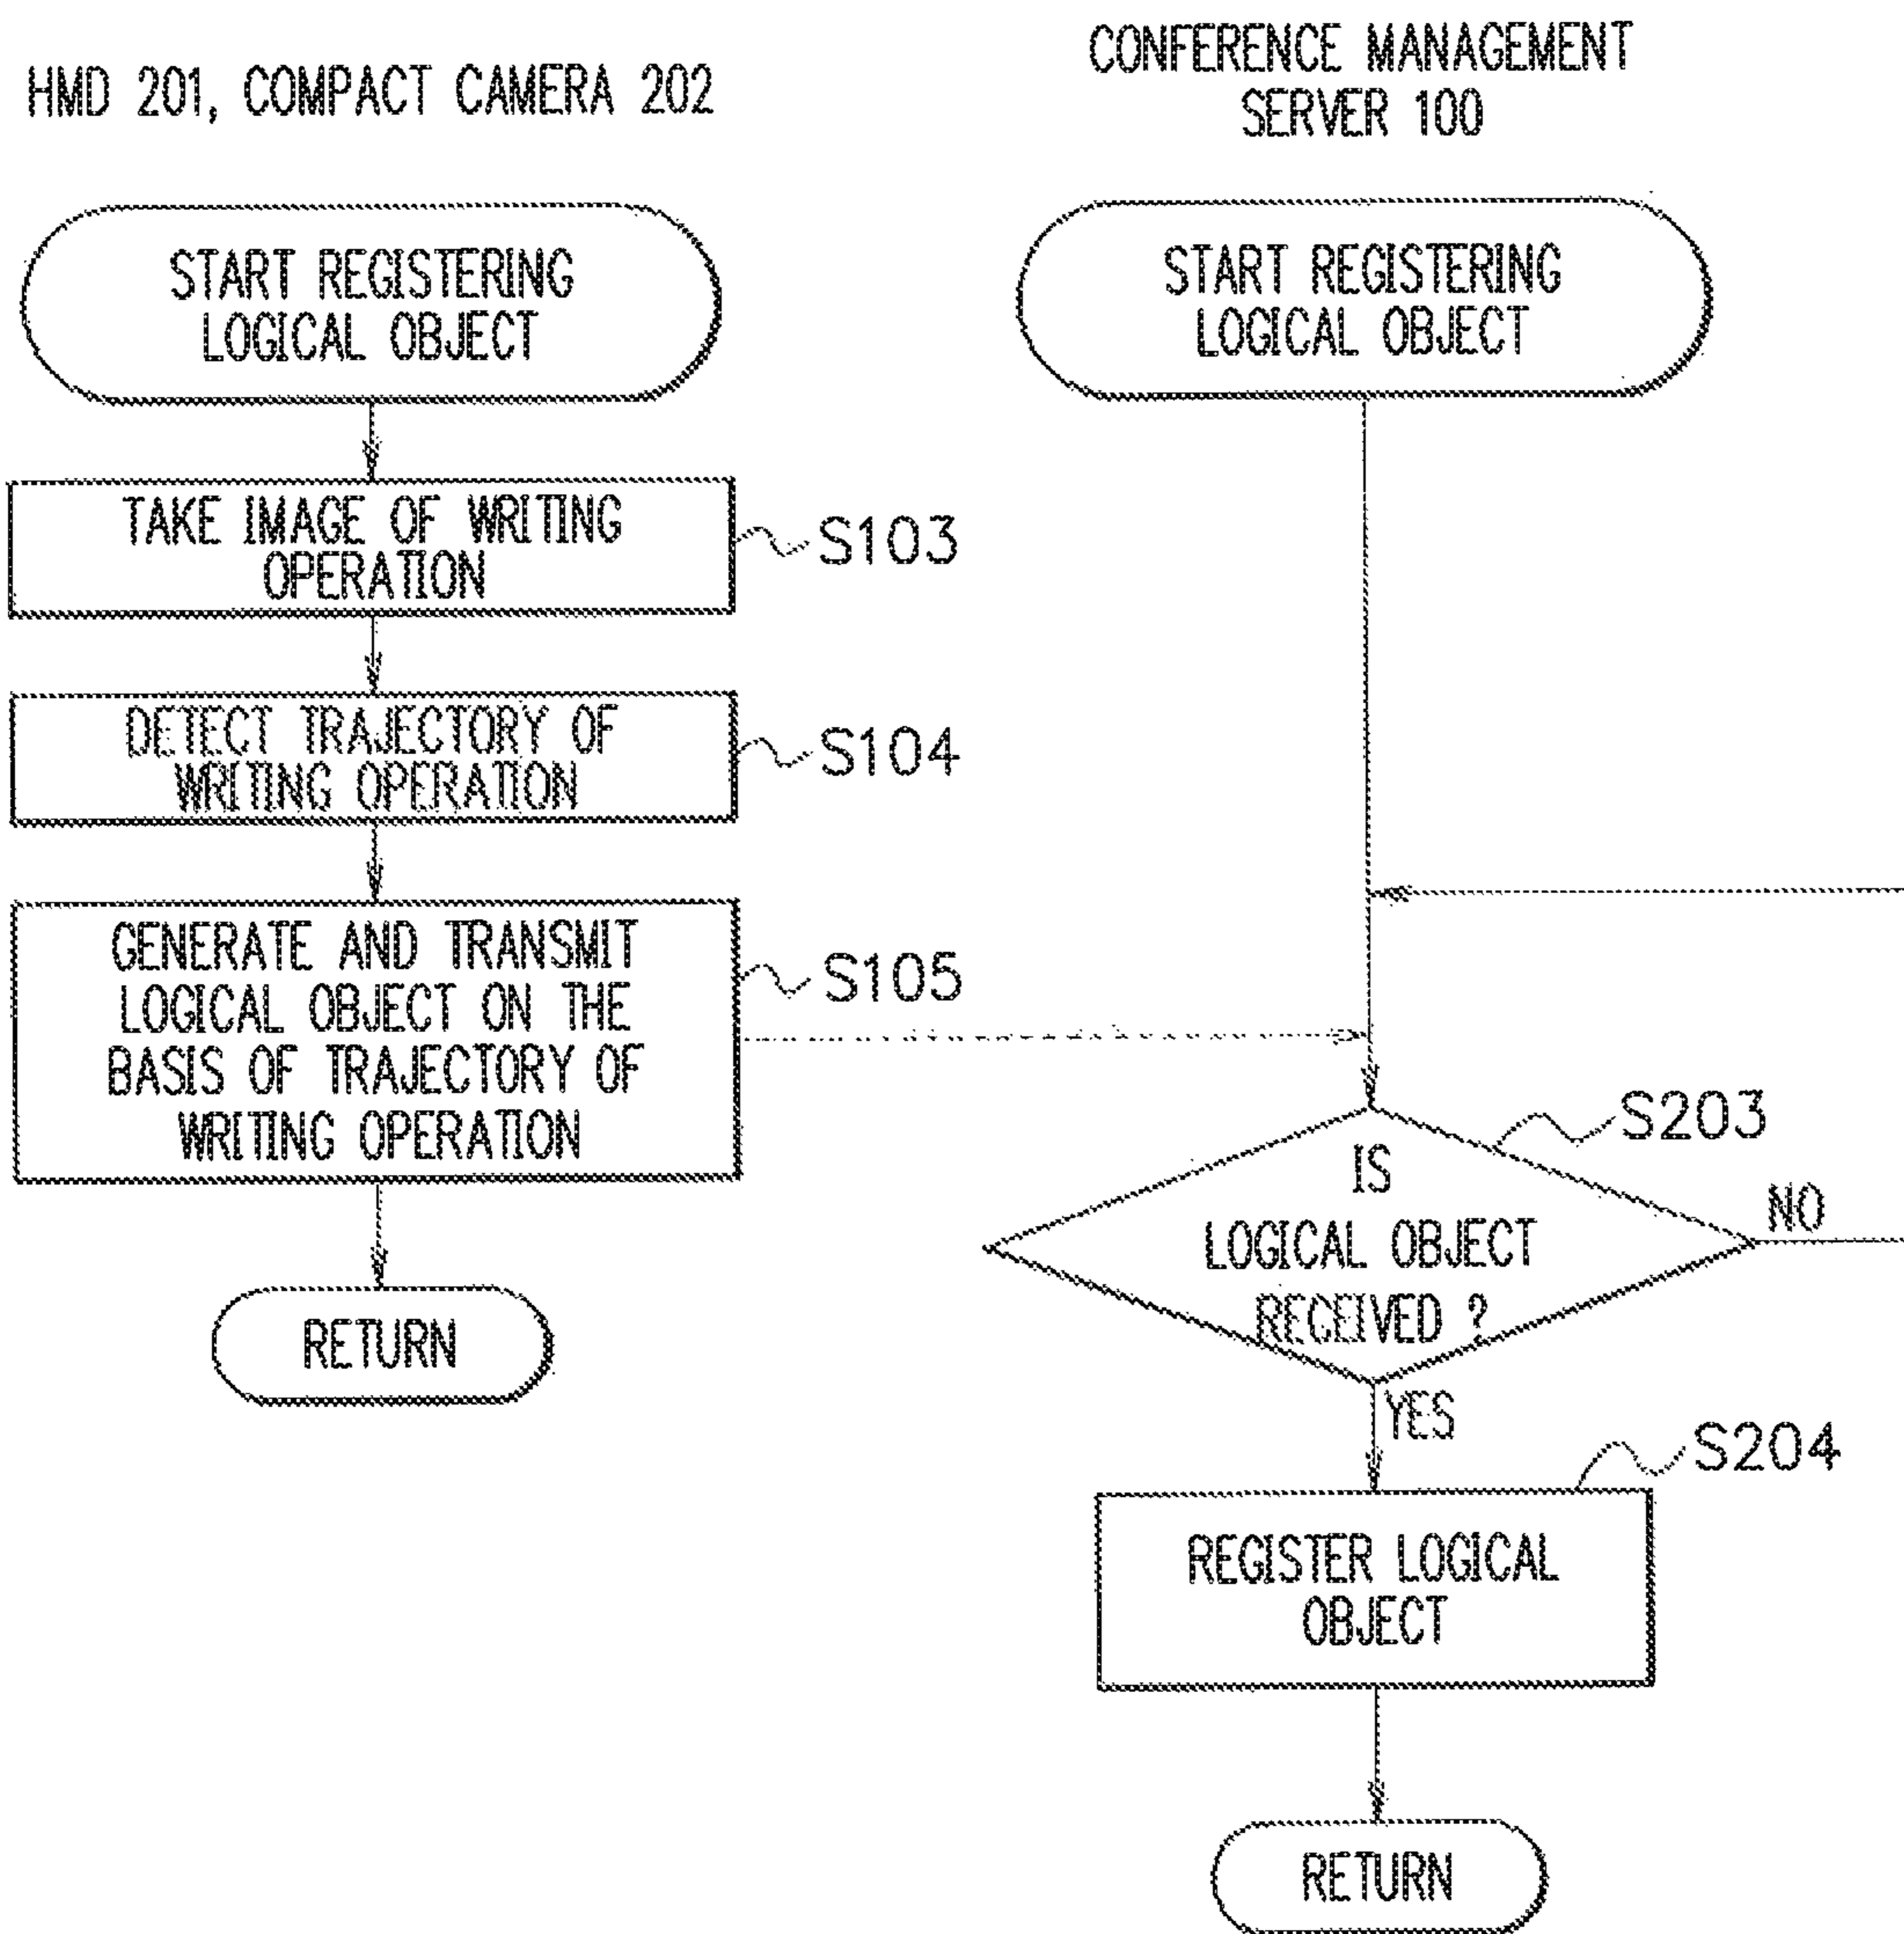 HMD 201, COMPACT CAMERA 202
START REGISTERING
LOGICAL OBJECT
TAKE IMAGE OF WRITING
OPERATION
S103
DETECT TRAJECTORY OF
WRITING OPERATION
S104
GENERATE AND TRANSMIT
LOGICAL OBJECT ON THE
BASIS OF TRAJECTORY OF
WRITING OPERATION
S105
RETURN
CONFERENCE MANAGEMENT
SERVER 100
START REGISTERING
LOGICAL OBJECT
S203
IS
LOGICAL OBJECT
RECEIVED ?
NO
YES
S204
REGISTER LOGICAL
OBJECT
RETURN